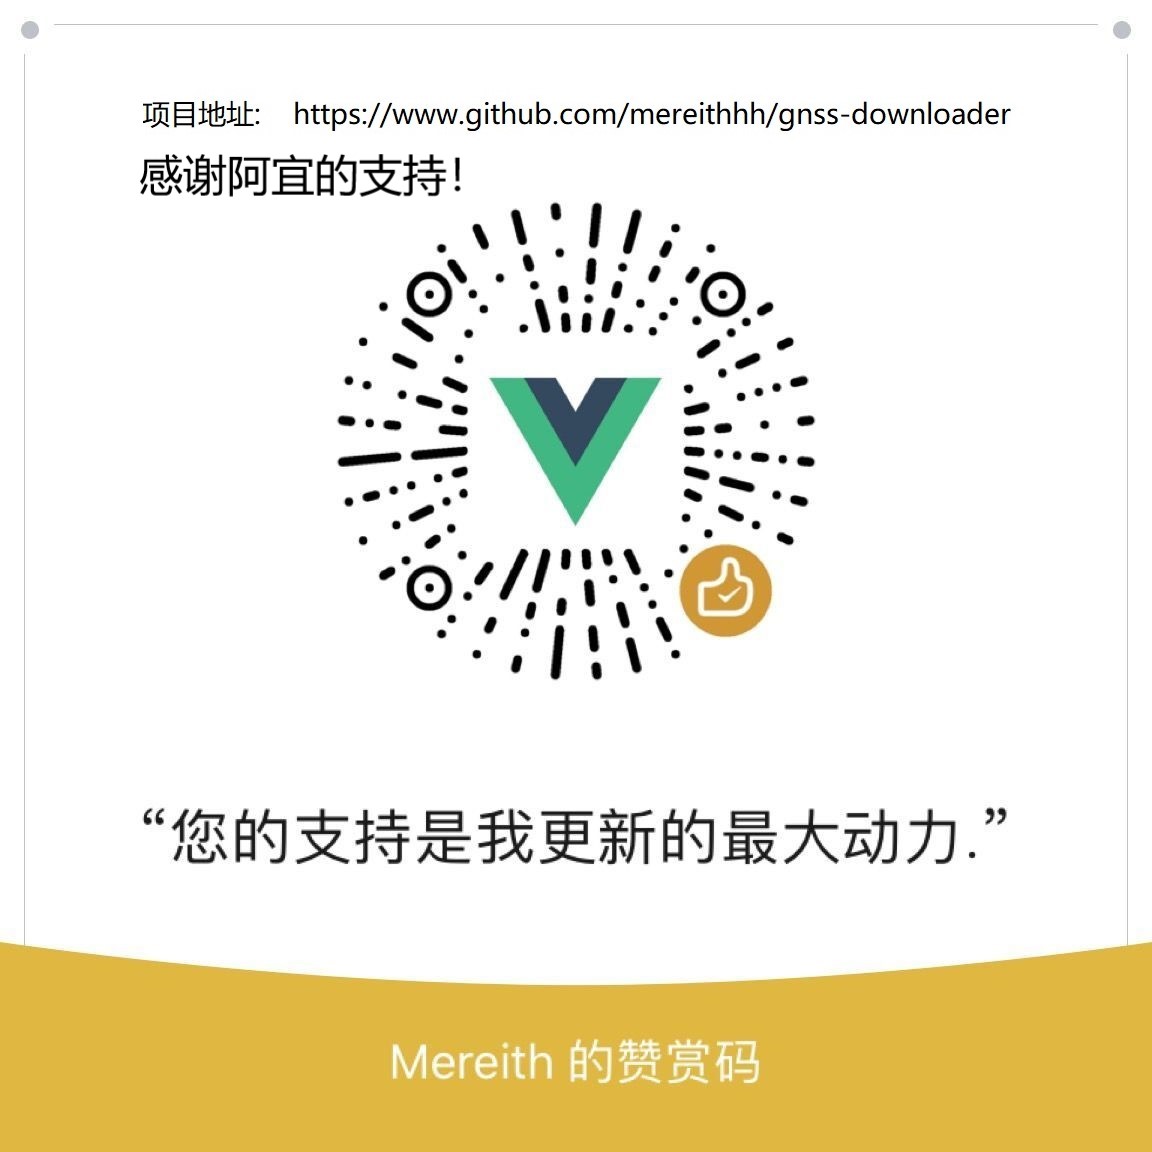 项目地址: https://www.github.com/mereithhh/gnss-downloader
感谢阿宜的支持!
“您的支持是我更新的最大动力.”
Mereith 的赞赏码